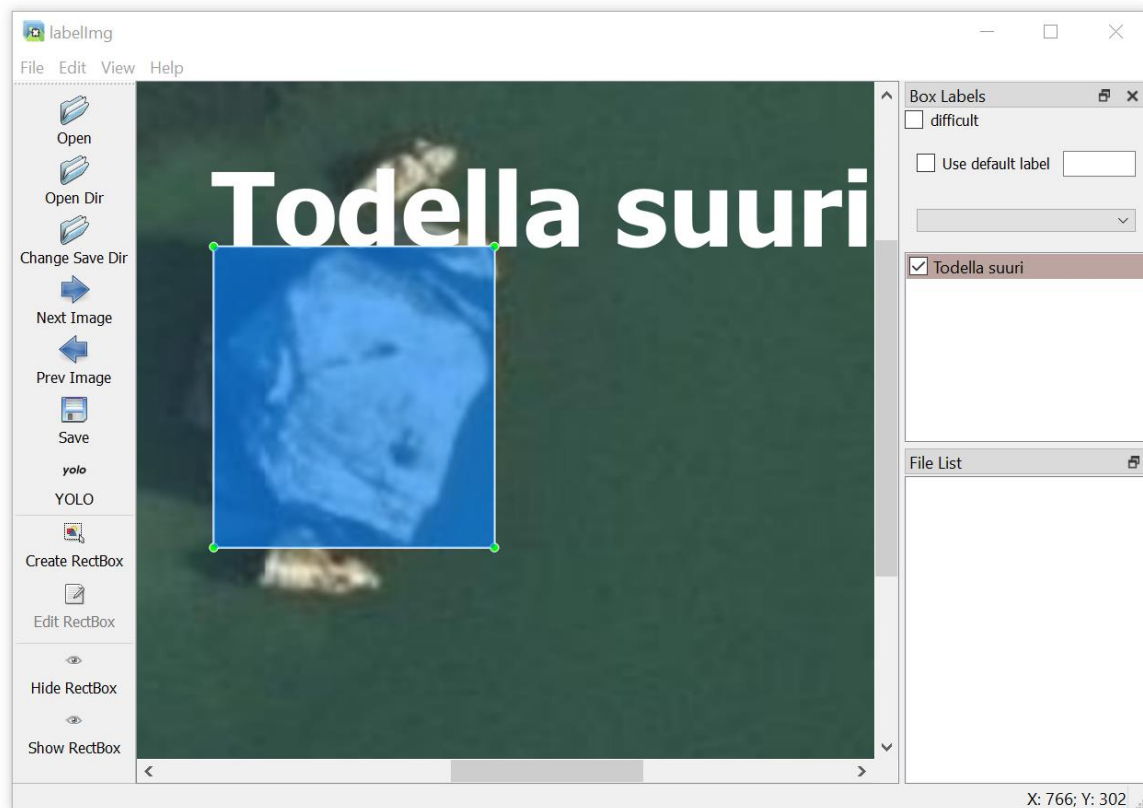 labelImg
File Edit View Help
Open
Open Dir
Change Save Dir
Next Image
Prev Image
Save
yolo
YOLO
Create RectBox
Edit RectBox
Hide RectBox
Show RectBox
Todella suuri
Box Labels
difficult
Use default label
Todella suuri
File List
X: 766; Y: 302